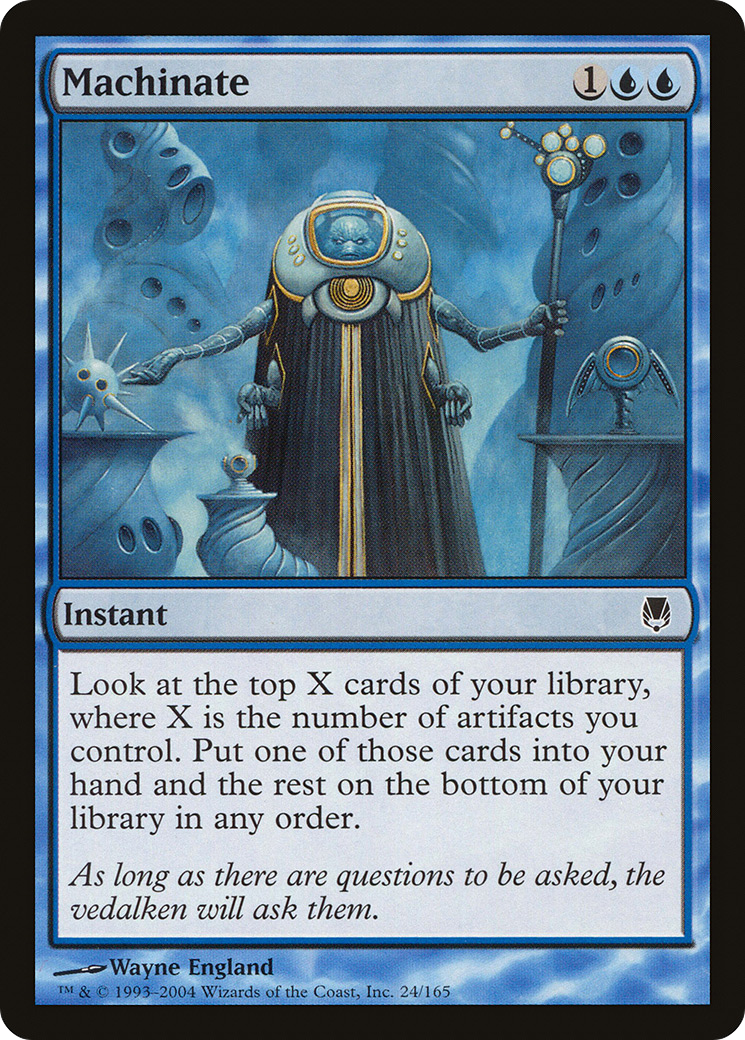 Machinate
1
Instant
Look at the top X cards of your library,
where X is the number of artifacts you
control. Put one of those cards into your
hand and the rest on the bottom of your
library in any order.
As long as there are questions to be asked, the
vedalken will ask them.
Wayne England
™ & © 1993–2004 Wizards of the Coast, Inc. 24/165